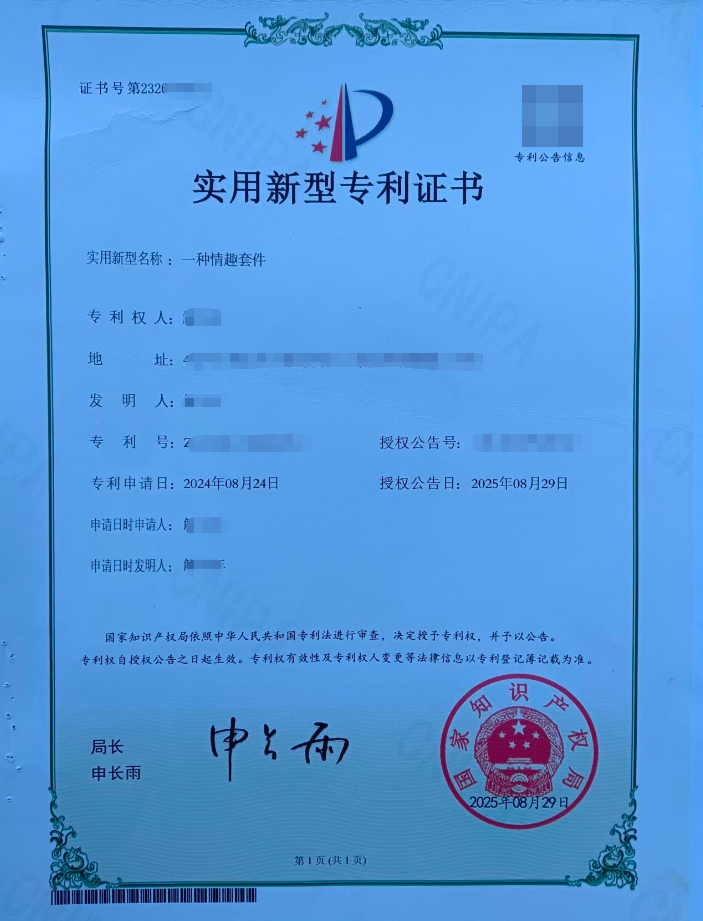 证书号第2326
专利公告信息
实用新型专利证书
实用新型名称：一种情趣套件
专利权人：
地址：
发明人：
专利号：Z
授权公告号：
专利申请日：2024年08月24日
授权公告日：2025年08月29日
申请日时申请人：
申请日时发明人：
国家知识产权局依照中华人民共和国专利法进行审查，决定授予专利权，并予以公告。
专利权自授权公告之日起生效。专利权有效性及专利权人变更等法律信息以专利登记簿记载为准。
局长
申长雨
申长雨
国家知识产权局
2025年08月29日
第1页(共1页)
CNIPA
CNIPA
CNIPA